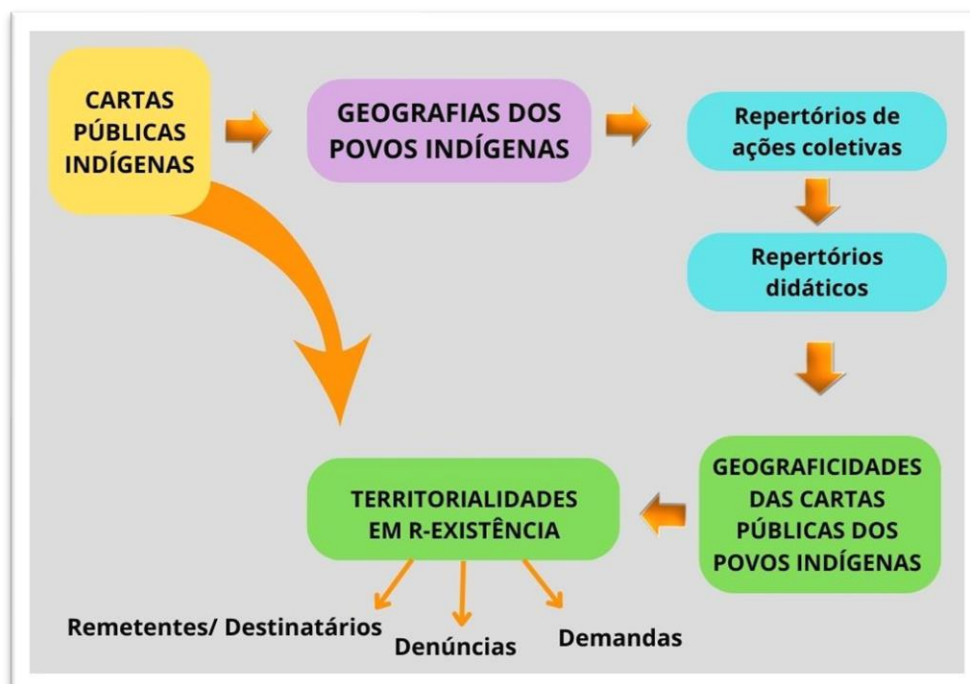 CARTAS
PÚBLICAS
INDÍGENAS
GEOGRAFIAS DOS
POVOS INDÍGENAS
Repertórios de
ações coletivas
Repertórios
didáticos
GEOGRAFICIDADES
DAS CARTAS
PÚBLICAS DOS
POVOS INDÍGENAS
TERRITORIALIDADES
EM R-EXISTÊNCIA
Remetentes/ Destinatários
Denúncias
Demandas